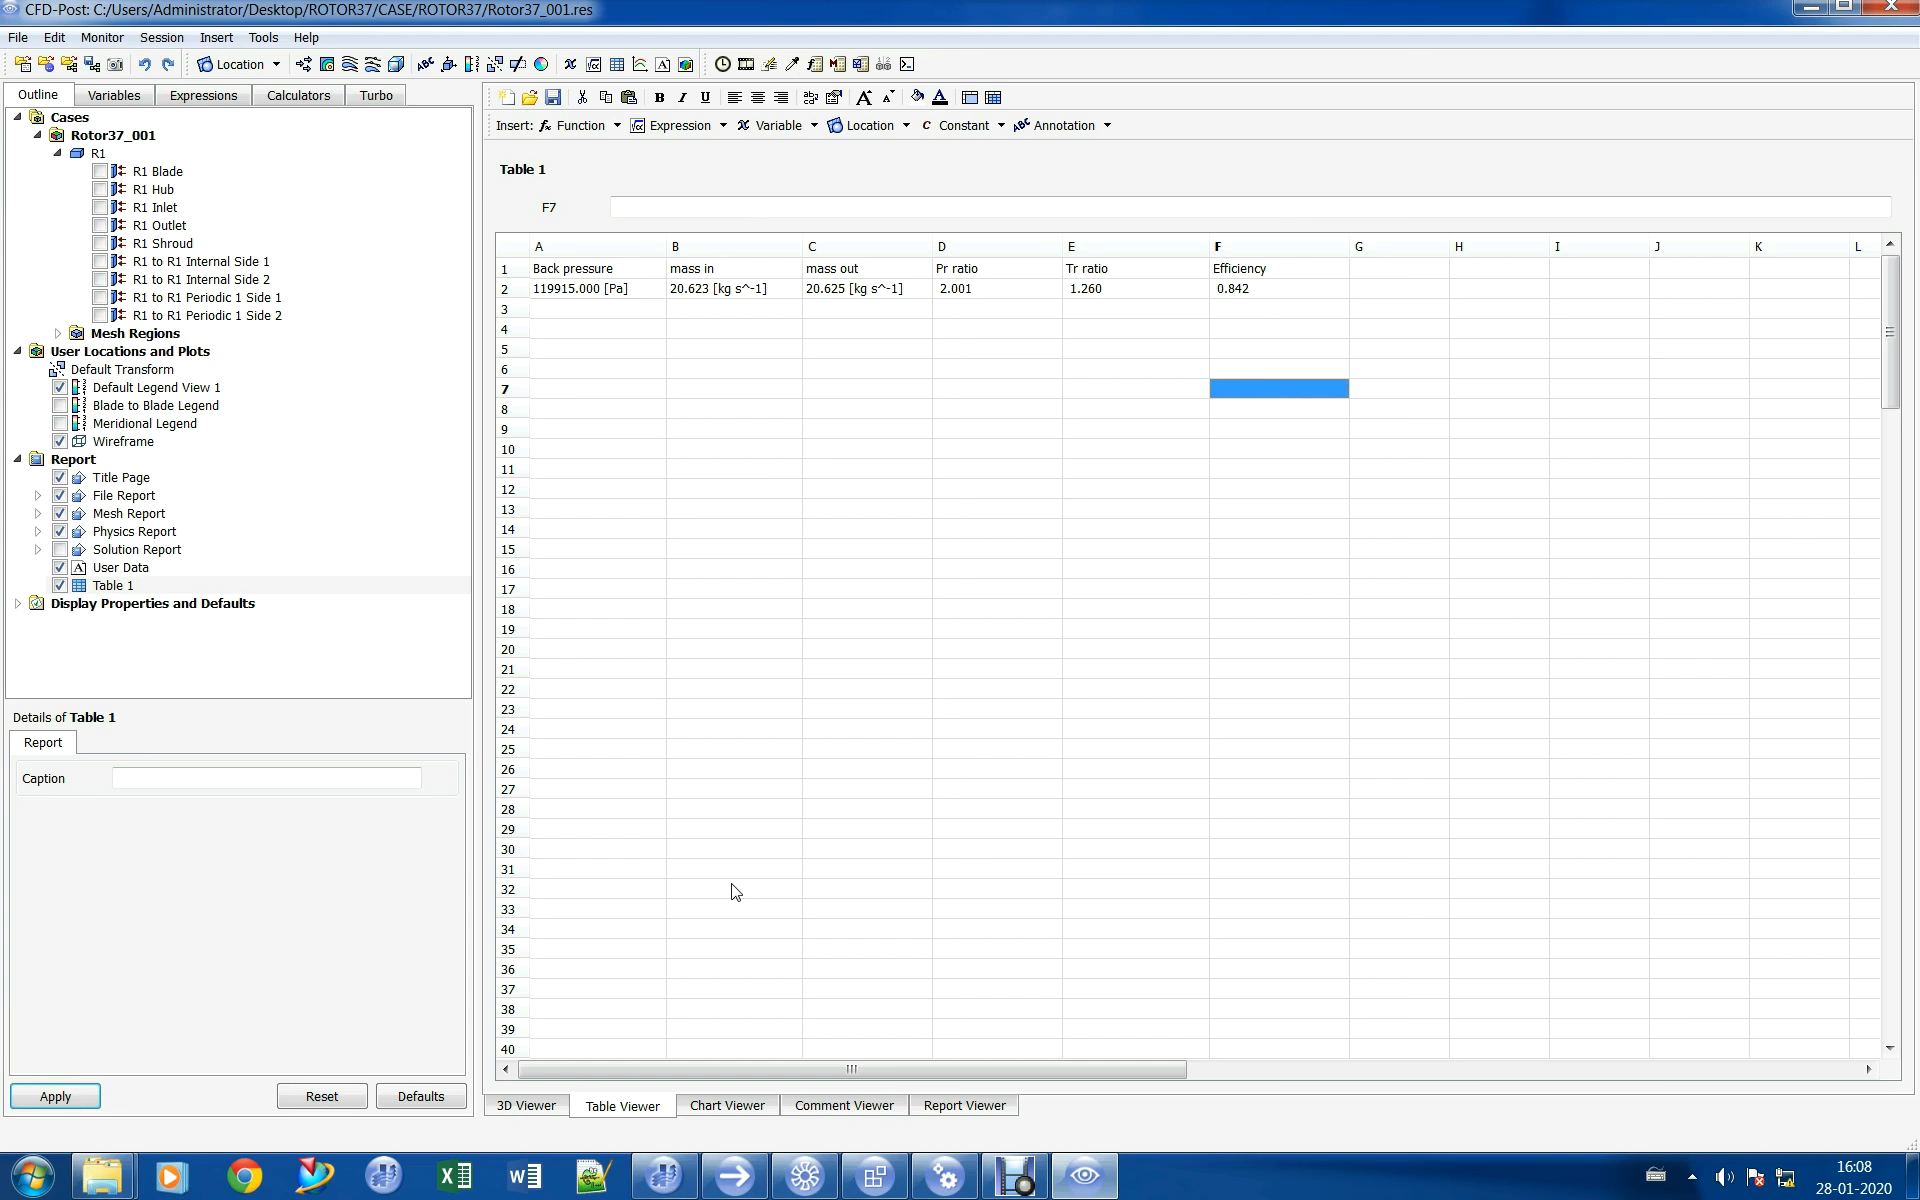 CFD-Post: C:/Users/Administrator/Desktop/ROTOR37/CASE/ROTOR37/Rotor37_001.res
File Edit Monitor Session Insert Tools Help
Location
Outline Variables Expressions Calculators Turbo
Cases
Rotor37_001
R1
R1 Blade
R1 Hub
R1 Inlet
R1 Outlet
R1 Shroud
R1 to R1 Internal Side 1
R1 to R1 Internal Side 2
R1 to R1 Periodic 1 Side 1
R1 to R1 Periodic 1 Side 2
Mesh Regions
User Locations and Plots
Default Transform
Default Legend View 1
Blade to Blade Legend
Meridional Legend
Wireframe
Report
Title Page
File Report
Mesh Report
Physics Report
Solution Report
User Data
Table 1
Display Properties and Defaults
Details of Table 1
Report
Caption
Apply Reset Defaults
B I U
Insert: Function Expression Variable Location C Constant ABC Annotation
Table 1
F7
A B C D E F G H I J K L
1 Back pressure mass in mass out Pr ratio Tr ratio Efficiency
2 119915.000 [Pa] 20.623 [kg s^-1] 20.625 [kg s^-1] 2.001 1.260 0.842
3
4
5
6
7
8
9
10
11
12
13
14
15
16
17
18
19
20
21
22
23
24
25
26
27
28
29
30
31
32
33
34
35
36
37
38
39
40
3D Viewer Table Viewer Chart Viewer Comment Viewer Report Viewer
16:08
28-01-2020